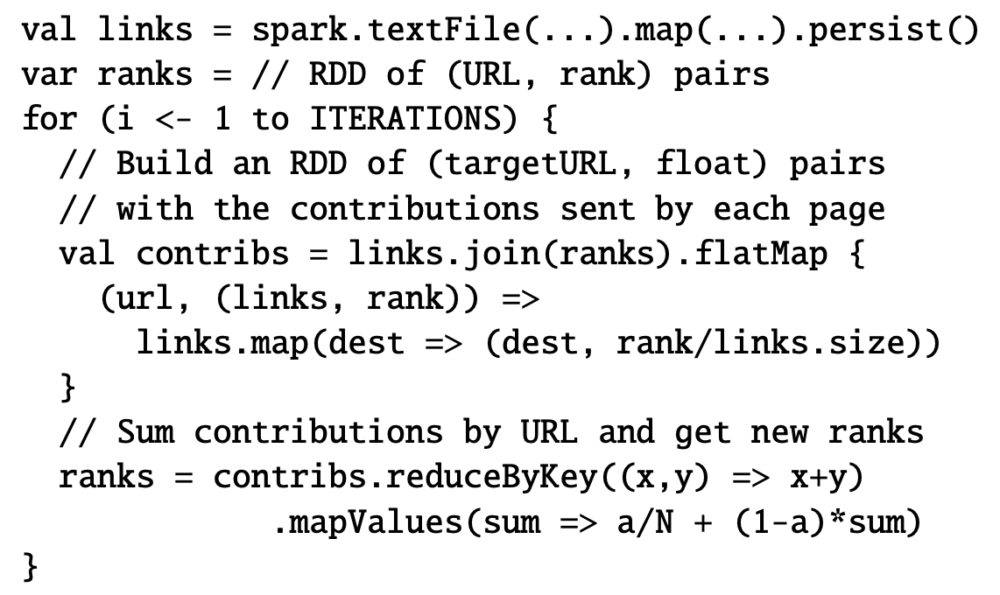 val links = spark.textFile(...).map(...).persist()
var ranks = // RDD of (URL, rank) pairs
for (i <- 1 to ITERATIONS) {
  // Build an RDD of (targetURL, float) pairs
  // with the contributions sent by each page
  val contribs = links.join(ranks).flatMap {
    (url, (links, rank)) =>
      links.map(dest => (dest, rank/links.size))
  }
  // Sum contributions by URL and get new ranks
  ranks = contribs.reduceByKey((x,y) => x+y)
             .mapValues(sum => a/N + (1-a)*sum)
}